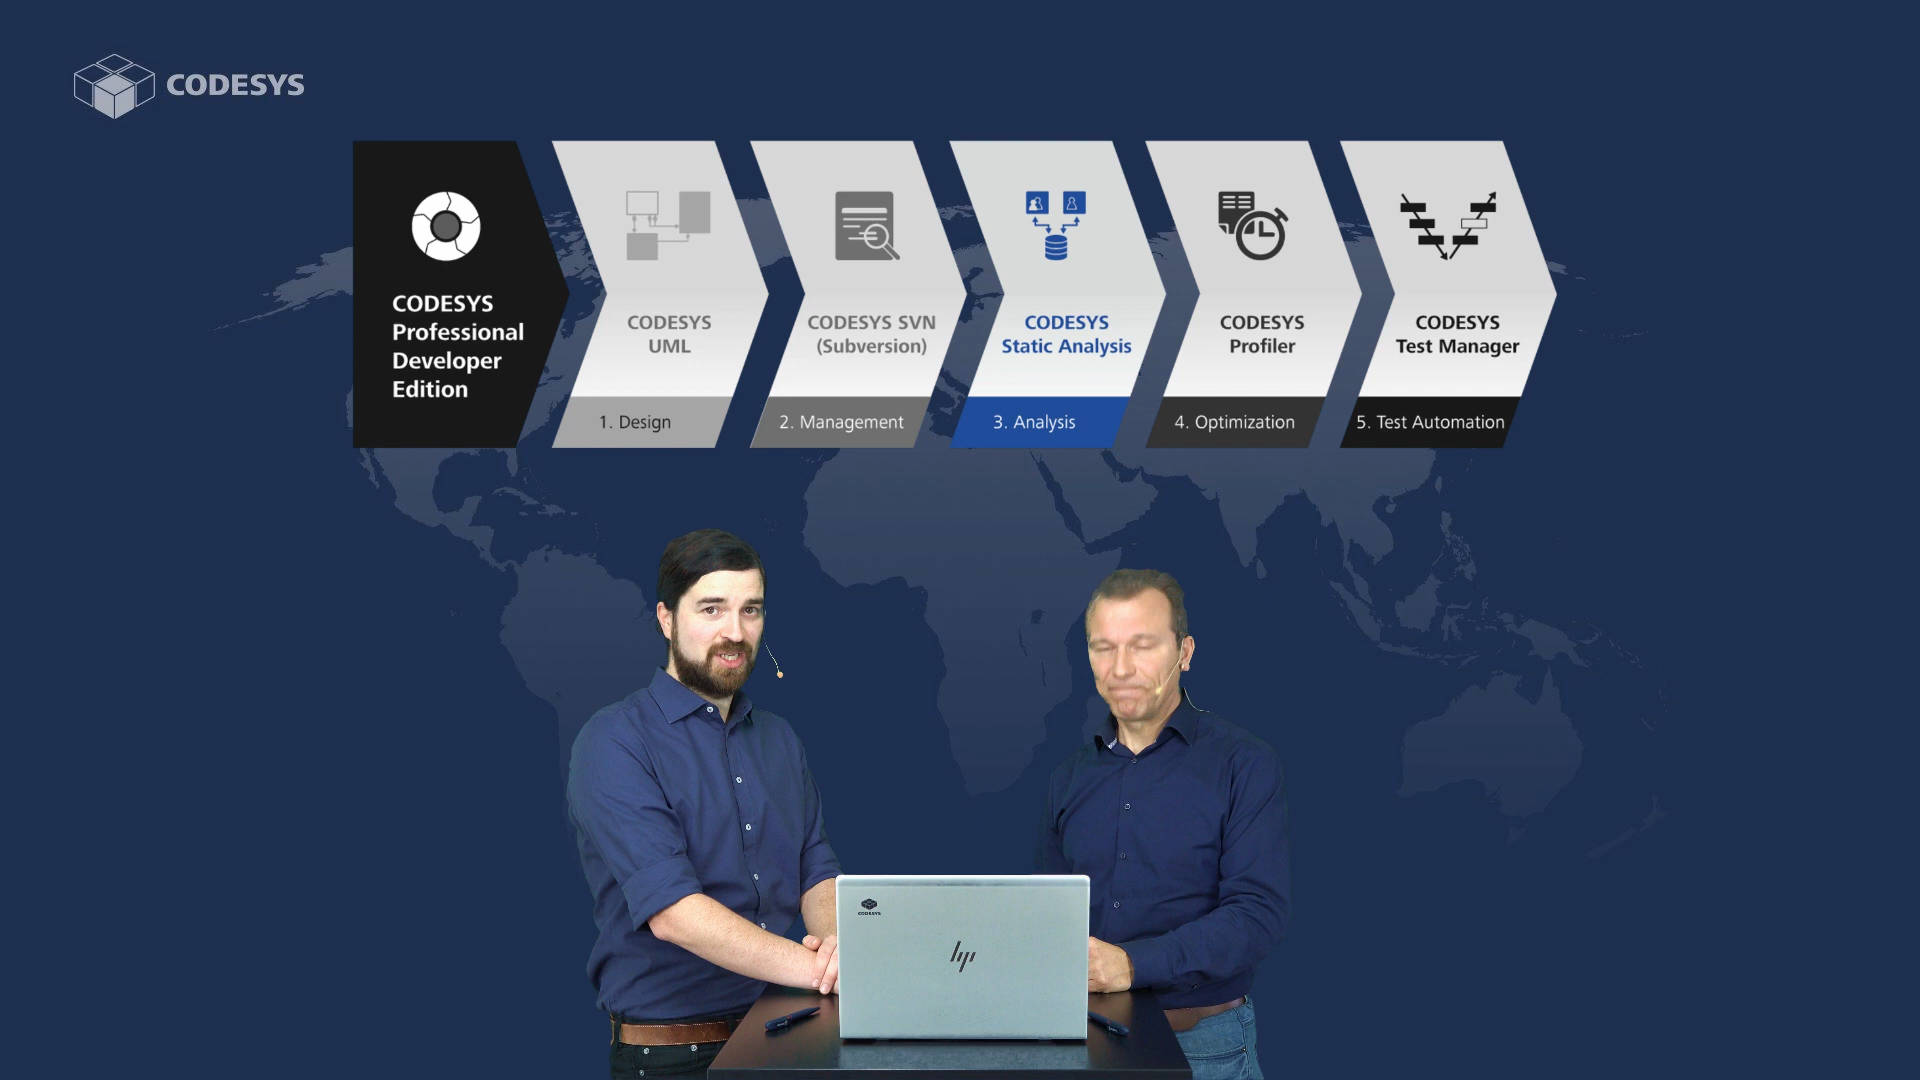 CODESYS
CODESYS
Professional
Developer
Edition
CODESYS
UML
1. Design
CODESYS SVN
(Subversion)
2. Management
CODESYS
Static Analysis
3. Analysis
CODESYS
Profiler
4. Optimization
CODESYS
Test Manager
5. Test Automation
CODESYS
hp